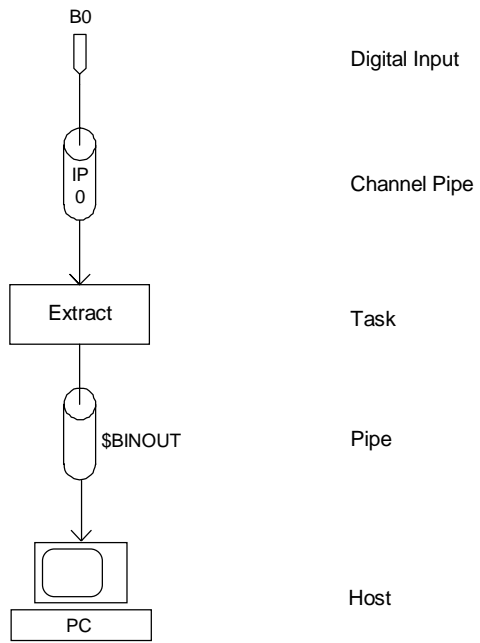 B0
Digital Input
IP
0
Channel Pipe
Extract
Task
$BINOUT
Pipe
Host
PC